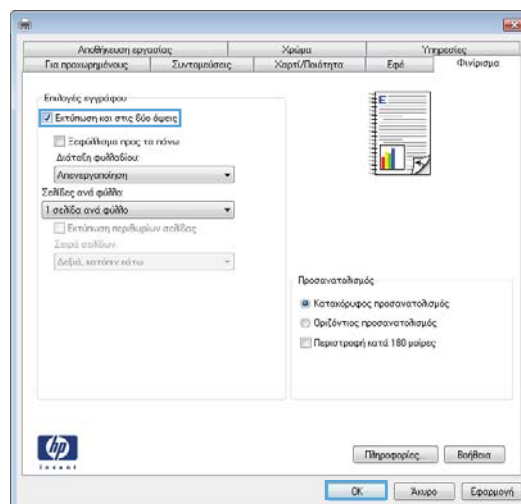 Αποθήκευση εργασίας Χρώμα Υπηρεσίες
Για προχωρημένους Συντομεύσεις Χαρτί/Ποιότητα Εφέ Φινίρισμα
Επιλογές εγγράφου
Εκτύπωση και στις δύο όψεις
Ξεφύλλισμα προς τα πάνω
Διάταξη φυλλαδίου:
Απενεργοποίηση
Σελίδες ανά φύλλο:
1 σελίδα ανά φύλλο
Εκτύπωση περιθωρίων σελίδας
Σειρά σελίδων:
Δεξιά, κατόπιν κάτω
E
Προσανατολισμός
Κατακόρυφος προσανατολισμός
Οριζόντιος προσανατολισμός
Περιστροφή κατά 180 μοίρες
hp
invent
Πληροφορίες... Βοήθεια
OK Άκυρο Εφαρμογή